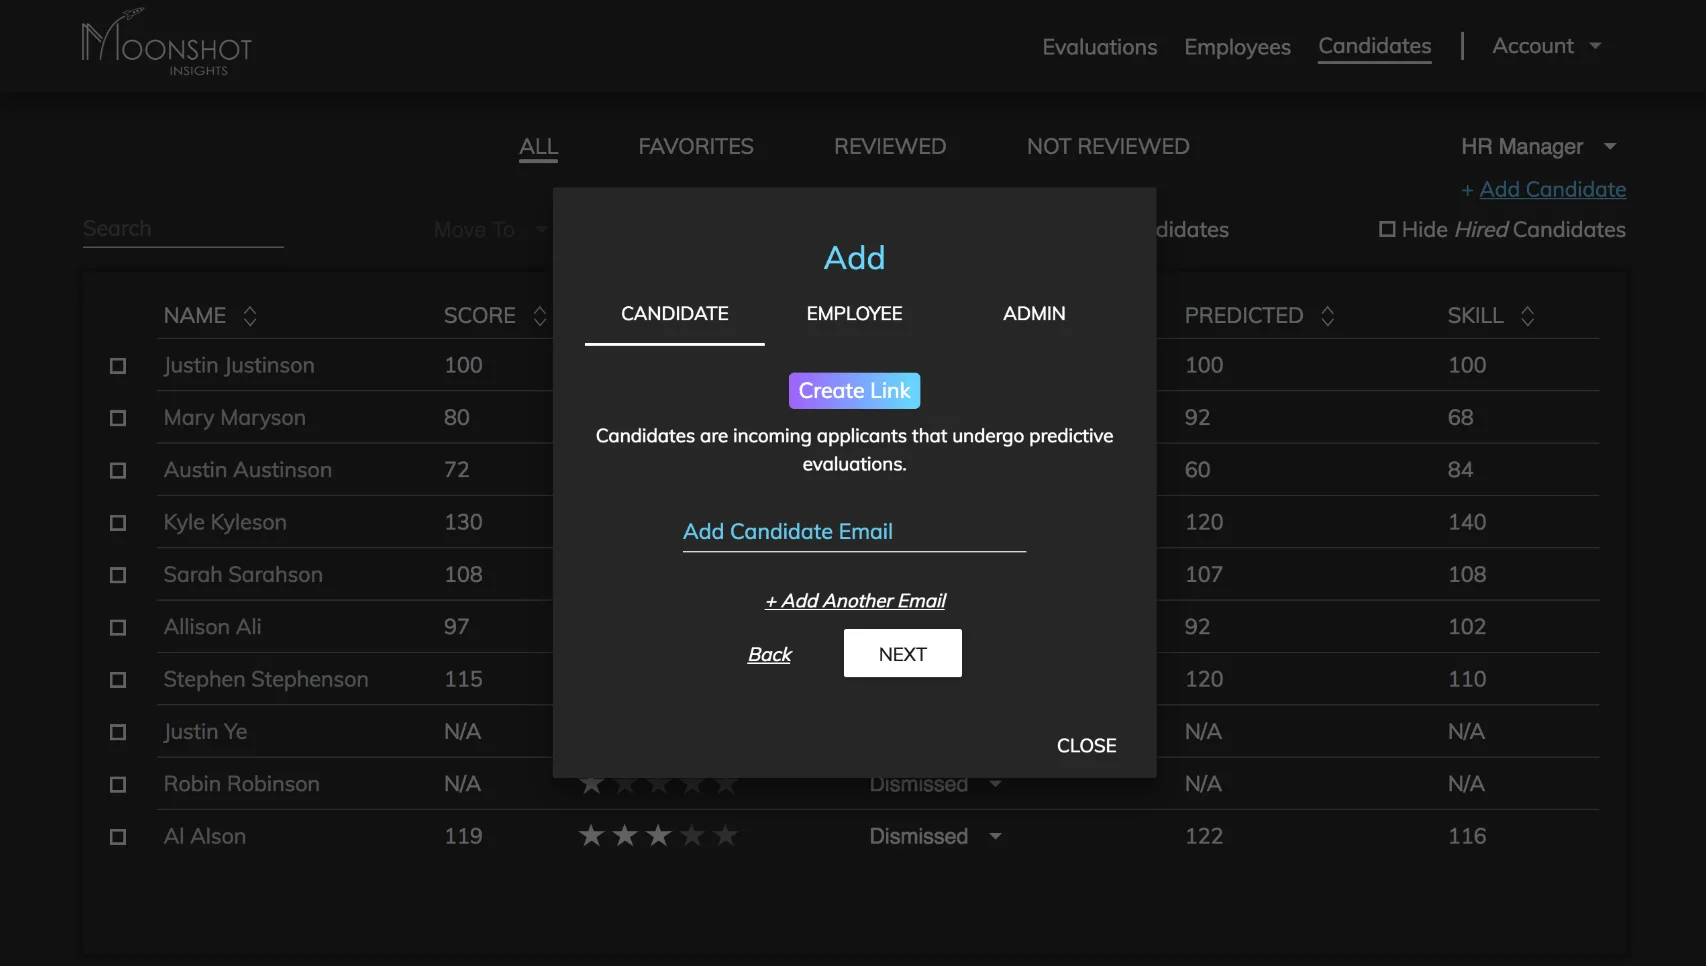 MOONSHOT
INSIGHTS
Evaluations Employees Candidates | Account
ALL FAVORITES REVIEWED NOT REVIEWED HR Manager
+ Add Candidate
Search Move To didates Hide Hired Candidates
Add
CANDIDATE EMPLOYEE ADMIN
Create Link
Candidates are incoming applicants that undergo predictive
evaluations.
Add Candidate Email
+ Add Another Email
Back NEXT
CLOSE
NAME SCORE PREDICTED SKILL
Justin Justinson 100 100 100
Mary Maryson 80 92 68
Austin Austinson 72 60 84
Kyle Kyleson 130 120 140
Sarah Sarahson 108 107 108
Allison Ali 97 92 102
Stephen Stephenson 115 120 110
Justin Ye N/A N/A N/A
Robin Robinson N/A Dismissed N/A N/A
Al Alson 119 Dismissed 122 116